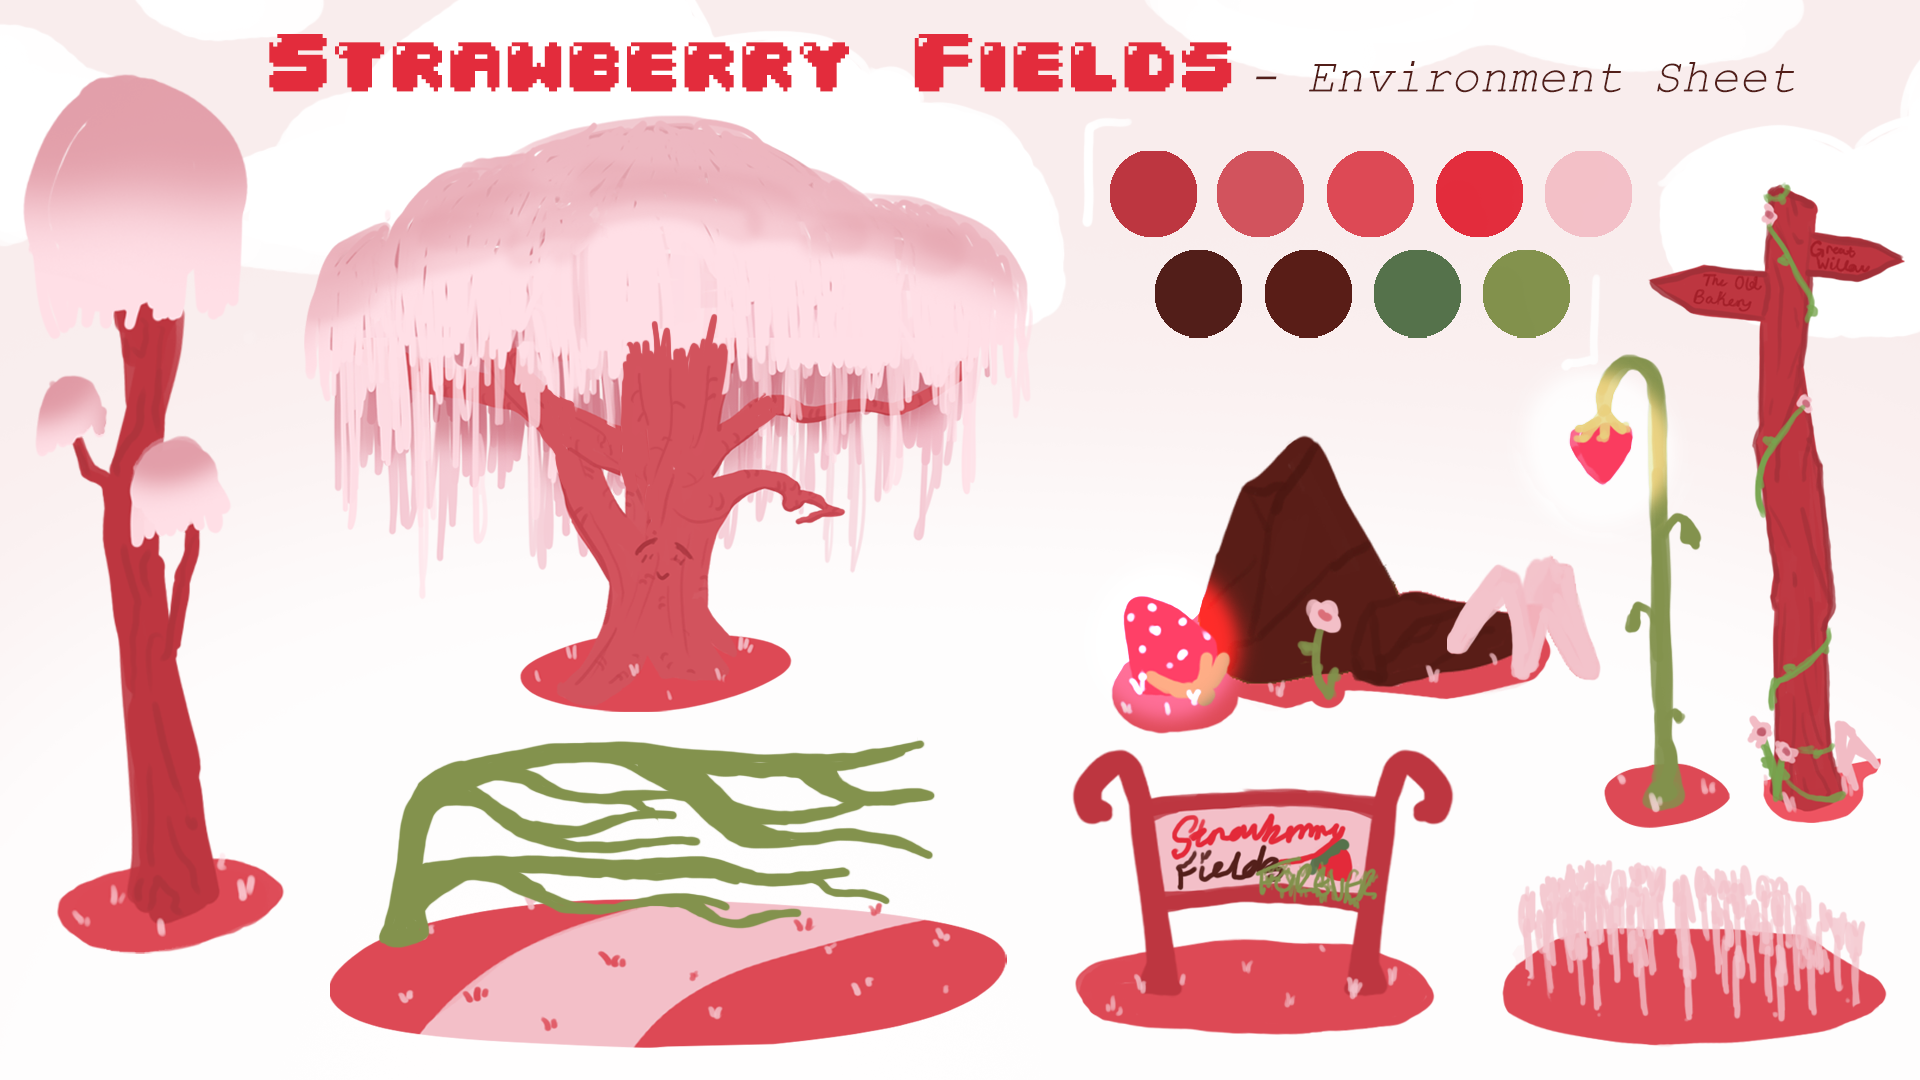 STRAWBERRY FIELDS - Environment Sheet
Great
Willow
The Old
Bakery
Strawberry
Fields